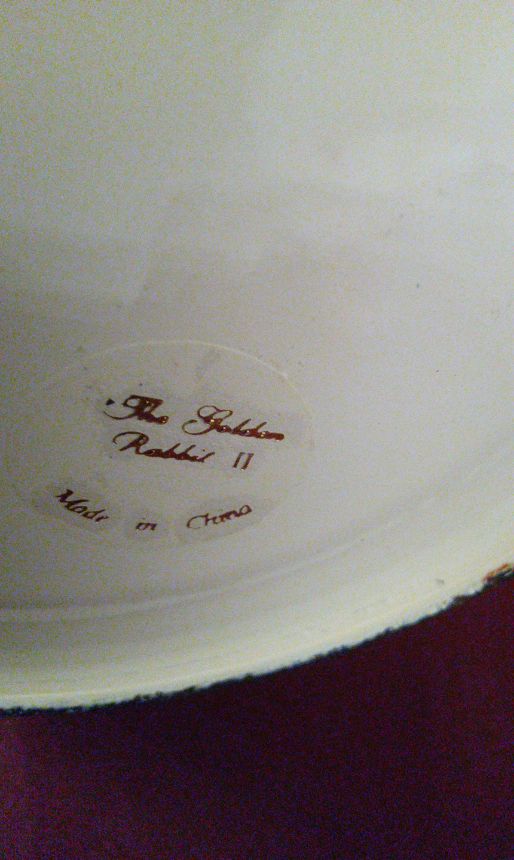 The Golden
Rabbit II
Made in China